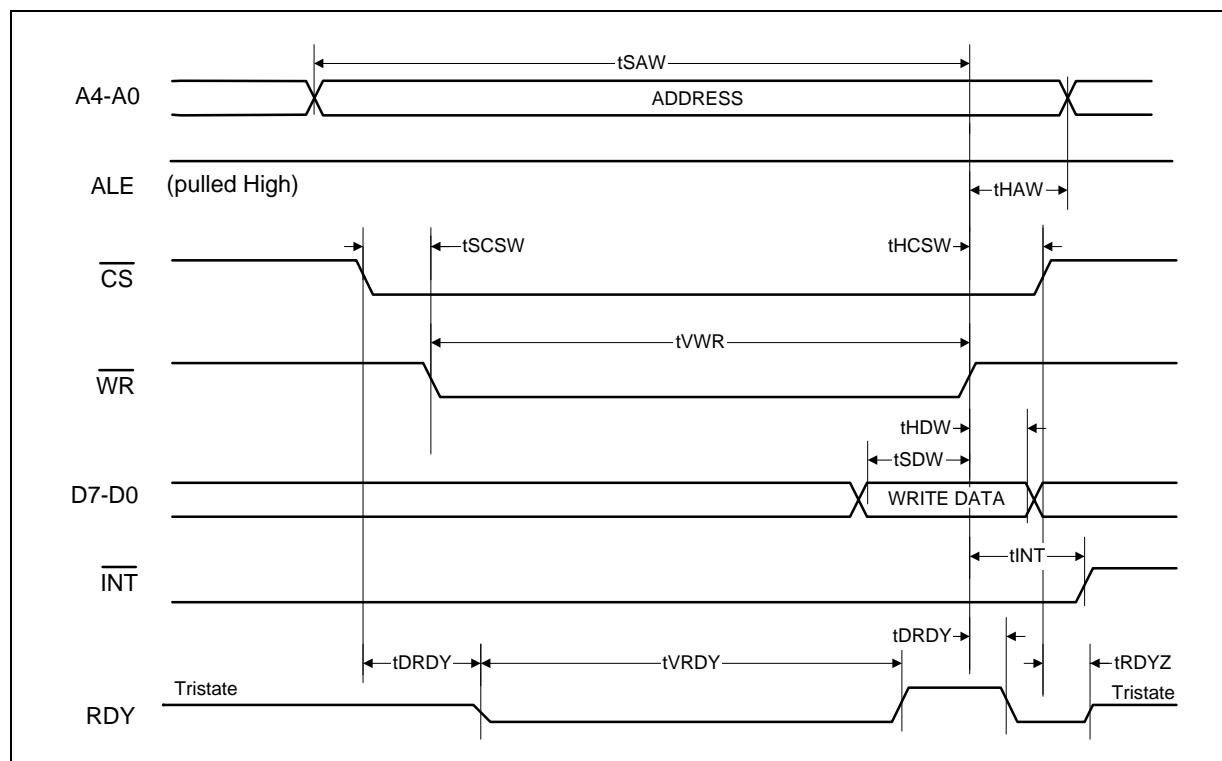 tSAW
A4-A0
ADDRESS
ALE
(pulled High)
tHAW
tSCSW
tHCSW
CS
tVWR
WR
tHDW
tSDW
D7-D0
WRITE DATA
tINT
INT
tDRDY
tDRDY
tVRDY
tRDYZ
Tristate
Tristate
RDY